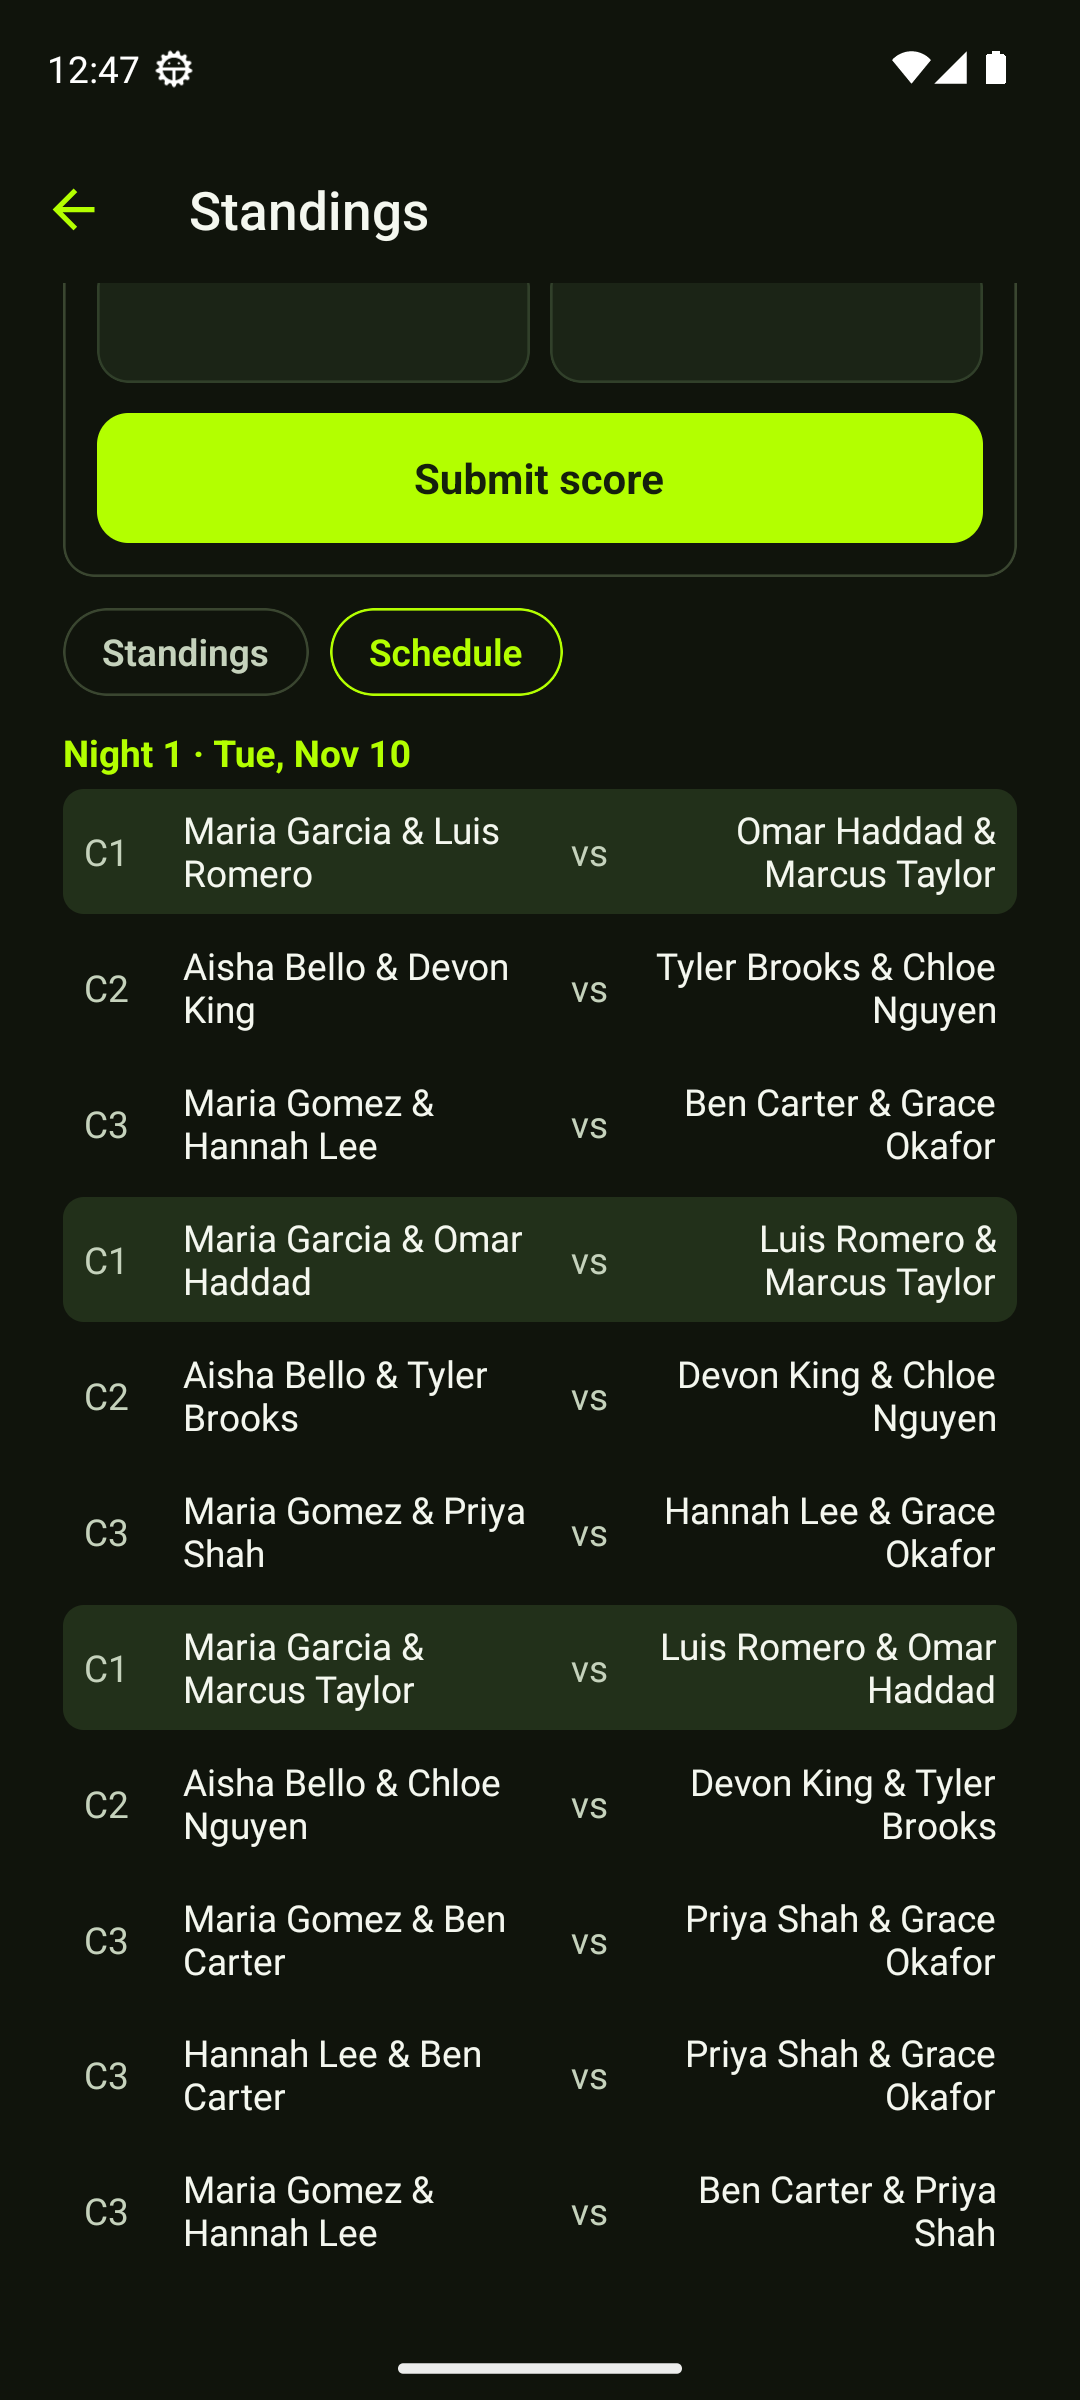 12:47
Standings
Submit score
Standings Schedule
Night 1 · Tue, Nov 10
C1 Maria Garcia & Luis Romero vs Omar Haddad & Marcus Taylor
C2 Aisha Bello & Devon King vs Tyler Brooks & Chloe Nguyen
C3 Maria Gomez & Hannah Lee vs Ben Carter & Grace Okafor
C1 Maria Garcia & Omar Haddad vs Luis Romero & Marcus Taylor
C2 Aisha Bello & Tyler Brooks vs Devon King & Chloe Nguyen
C3 Maria Gomez & Priya Shah vs Hannah Lee & Grace Okafor
C1 Maria Garcia & Marcus Taylor vs Luis Romero & Omar Haddad
C2 Aisha Bello & Chloe Nguyen vs Devon King & Tyler Brooks
C3 Maria Gomez & Ben Carter vs Priya Shah & Grace Okafor
C3 Hannah Lee & Ben Carter vs Priya Shah & Grace Okafor
C3 Maria Gomez & Hannah Lee vs Ben Carter & Priya Shah